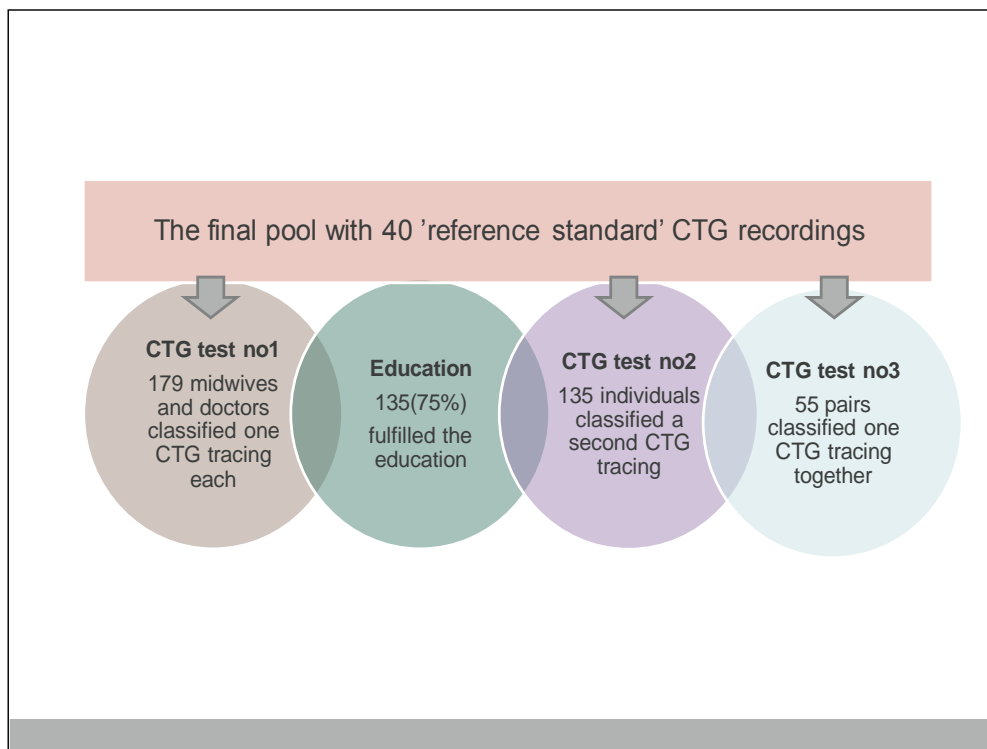 The final pool with 40 ’reference standard’ CTG recordings
CTG test no1
179 midwives
and doctors
classified one
CTG tracing
each
Education
135(75%)
fulfilled the
education
CTG test no2
135 individuals
classified a
second CTG
tracing
CTG test no3
55 pairs
classified one
CTG tracing
together